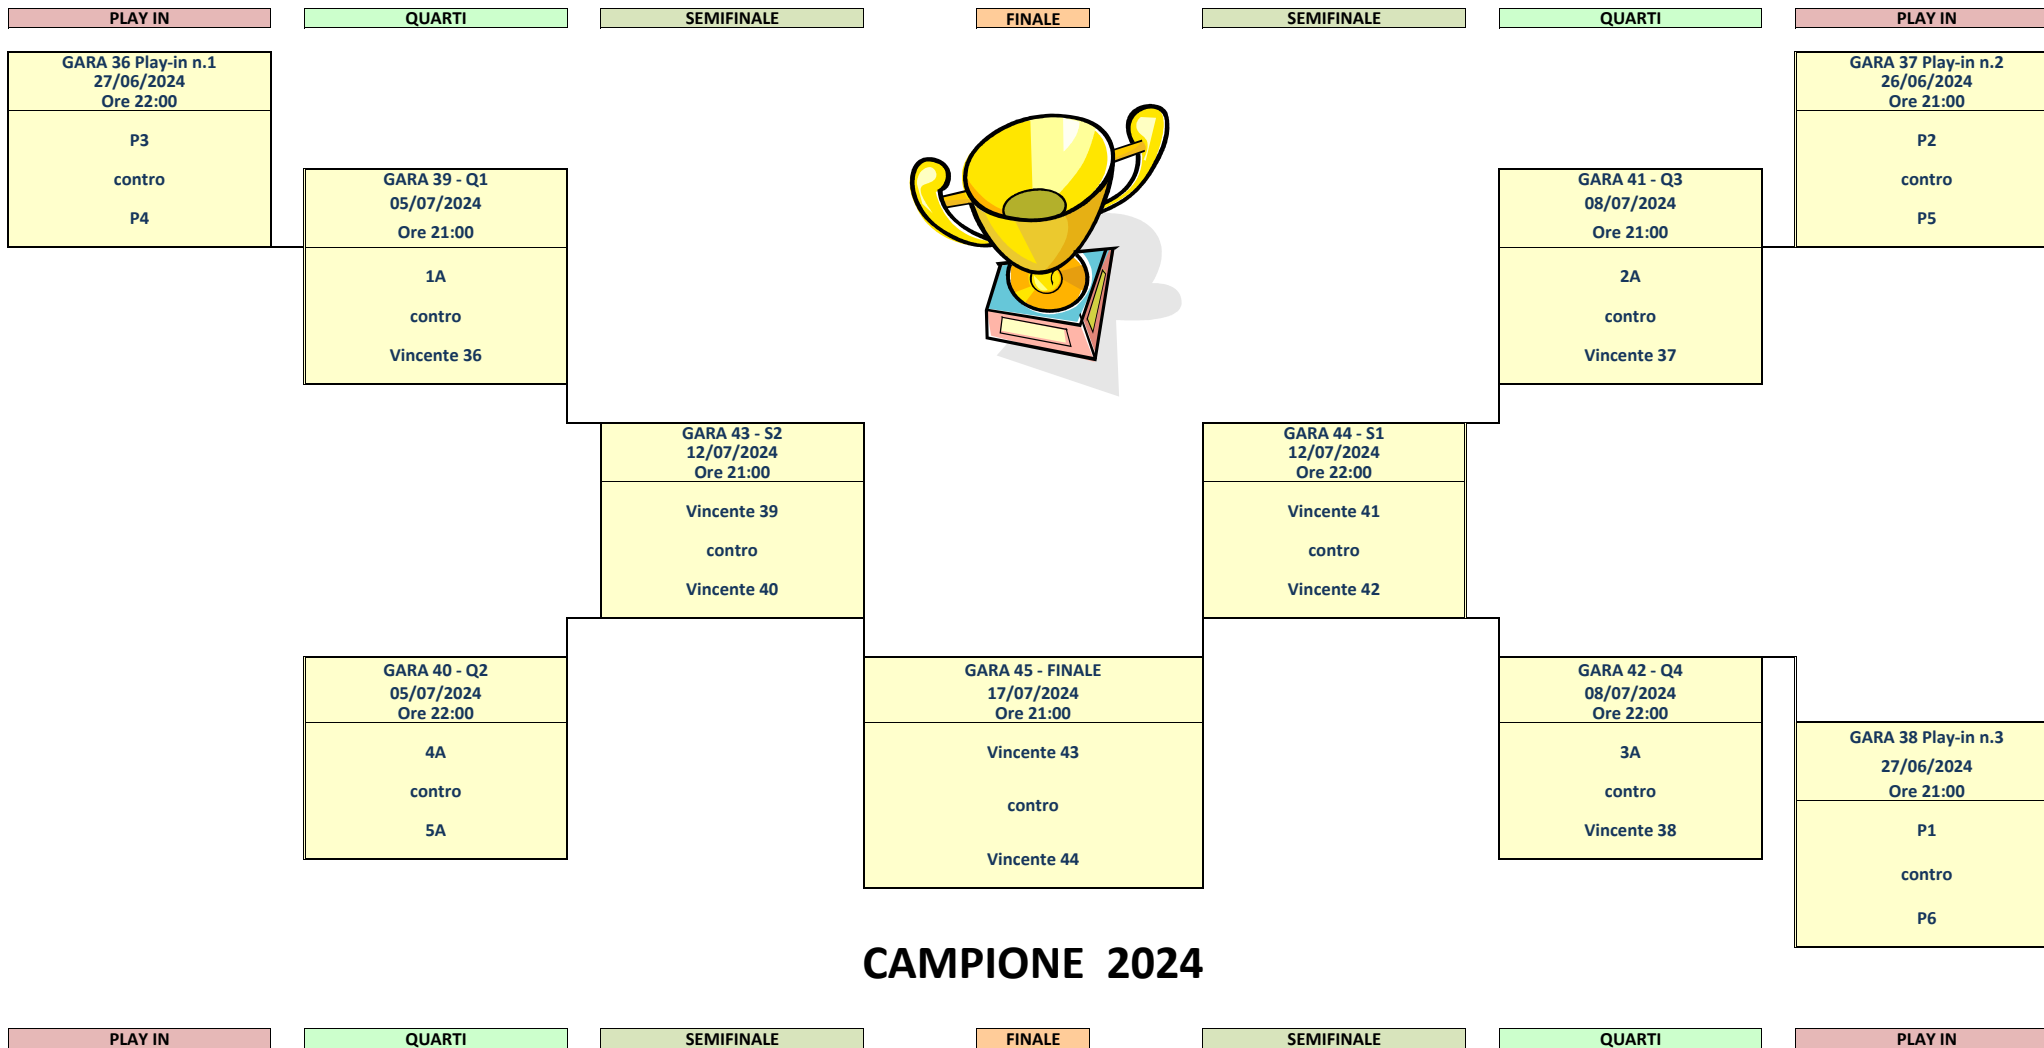 PLAY IN
QUARTI
SEMIFINALE
FINALE
SEMIFINALE
QUARTI
PLAY IN
GARA 36 Play-in n.1
27/06/2024
Ore 22:00
P3
contro
P4
GARA 37 Play-in n.2
26/06/2024
Ore 21:00
P2
contro
P5
GARA 39 - Q1
05/07/2024
Ore 21:00
1A
contro
Vincente 36
GARA 41 - Q3
08/07/2024
Ore 21:00
2A
contro
Vincente 37
GARA 43 - S2
12/07/2024
Ore 21:00
Vincente 39
contro
Vincente 40
GARA 44 - S1
12/07/2024
Ore 22:00
Vincente 41
contro
Vincente 42
GARA 40 - Q2
05/07/2024
Ore 22:00
4A
contro
5A
GARA 45 - FINALE
17/07/2024
Ore 21:00
Vincente 43
contro
Vincente 44
GARA 42 - Q4
08/07/2024
Ore 22:00
3A
contro
Vincente 38
GARA 38 Play-in n.3
27/06/2024
Ore 21:00
P1
contro
P6
CAMPIONE 2024
PLAY IN
QUARTI
SEMIFINALE
FINALE
SEMIFINALE
QUARTI
PLAY IN